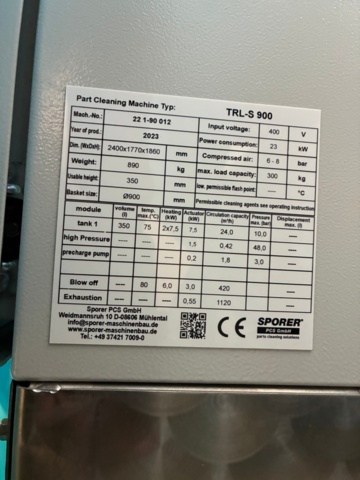 Part Cleaning Machine Typ: TRL-S 900
Mach.-No.: 22 1-90 012 Input voltage: 400 V
Year of prod.: 2023 Power consumption: 23 kW
Dim. (WxDxH): 2400x1770x1860 mm Compressed air: 6 - 8 bar
Weight: 890 kg max. load capacity: 300 kg
Usable height: 350 mm low. permissible flash point: ---- °C
Basket size: Ø900 mm Permissible cleaning agents see operating instruction
module volume (l) temp. max.(°C) Heating (kW) Actuator (kW) Circulation capacity (m³/h) Pressure max. (bar) Displacement max. (l)
tank 1 350 75 2x7,5 7,5 24,0 10,0 ----
high Pressure ---- ---- ---- 1,5 0,42 48,0 ----
precharge pump ---- ---- ---- 0,2 1,8 3,0 ----
Blow off ---- 80 6,0 3,0 420
Exhaustion ---- ---- ---- 0,55 1120
Sporer PCS GmbH
Weidmannsruh 10 D-08606 Mühlental
info@sporer-maschinenbau.de
www.sporer-maschinenbau.de
Tel.: +49 37421 7009-0
CE
SPORER
PCS GmbH
parts cleaning solutions